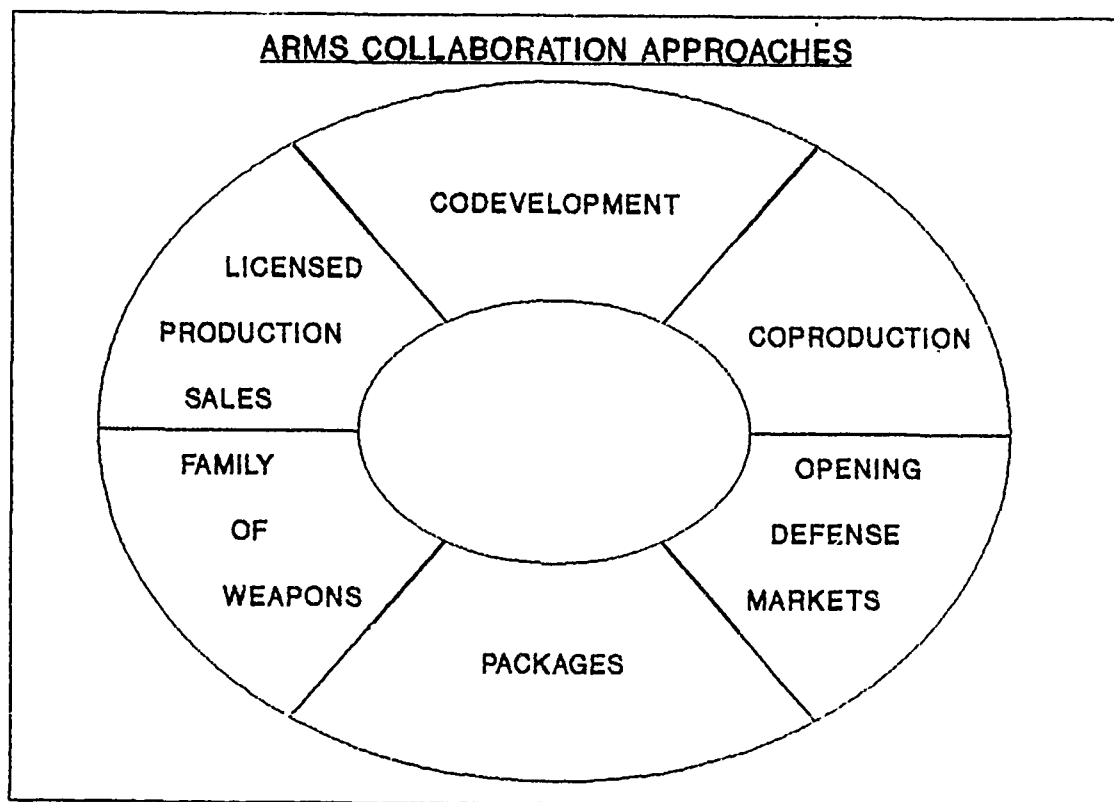 ARMS COLLABORATION APPROACHES
CODEVELOPMENT
LICENSED
PRODUCTION
SALES
COPRODUCTION
FAMILY
OF
WEAPONS
OPENING
DEFENSE
MARKETS
PACKAGES